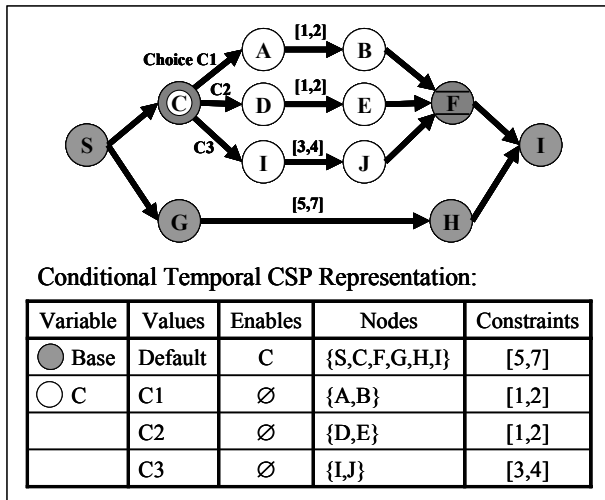 [1,2]
A
B
Choice C1
[1,2]
C
C2
D
E
F
C3
[3,4]
S
I
J
I
[5,7]
G
H
Conditional Temporal CSP Representation:
Variable Values Enables Nodes Constraints
Base Default C {S,C,F,G,H,I} [5,7]
C C1 ∅ {A,B} [1,2]
C2 ∅ {D,E} [1,2]
C3 ∅ {I,J} [3,4]